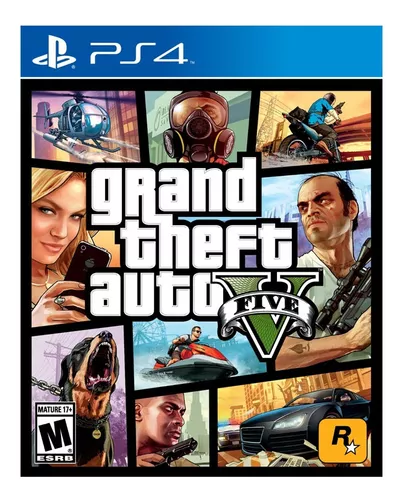 PS4
grand
theft
auto
V
FIVE
MATURE 17+
M
ESRB
R